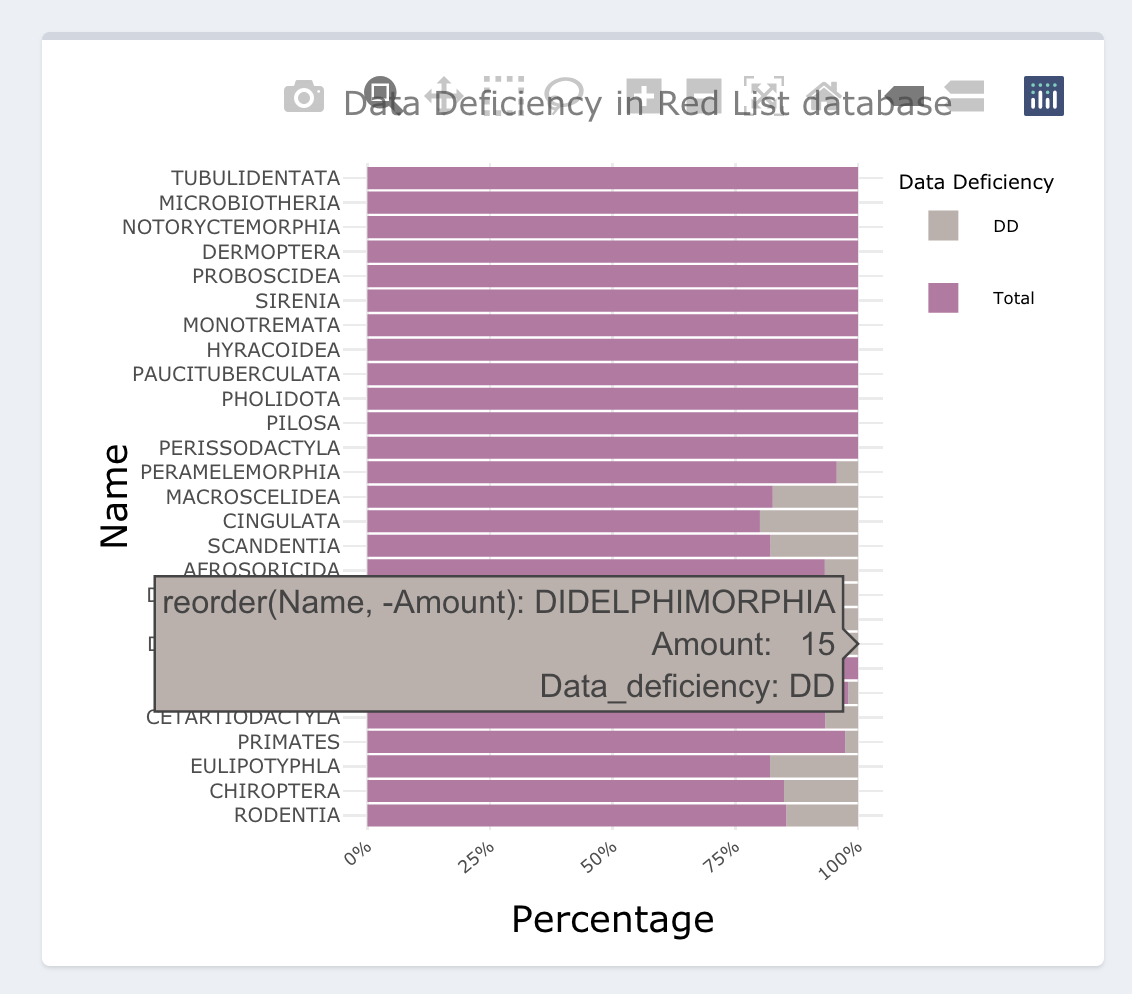 Data Deficiency in Red List database
TUBULIDENTATA
MICROBIOTHERIA
NOTORYCTEMORPHIA
DERMOPTERA
PROBOSCIDEA
SIRENIA
MONOTREMATA
HYRACOIDEA
PAUCITUBERCULATA
PHOLIDOTA
PILOSA
PERISSODACTYLA
PERAMELEMORPHIA
MACROSCELIDEA
CINGULATA
SCANDENTIA
AFROSORICIDA
reorder(Name, -Amount): DIDELPHIMORPHIA
Amount: 15
Data_deficiency: DD
CETARTIODACTYLA
PRIMATES
EULIPOTYPHLA
CHIROPTERA
RODENTIA
Name
0%
25%
50%
75%
100%
Percentage
Data Deficiency
DD
Total